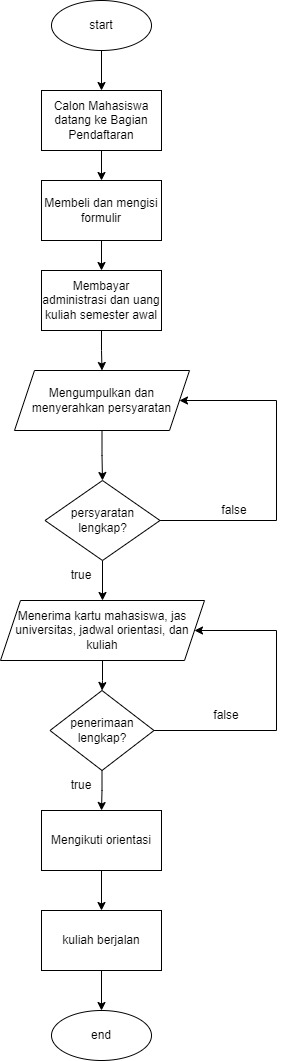 start
Calon Mahasiswa
datang ke Bagian
Pendaftaran
Membeli dan mengisi
formulir
Membayar
administrasi dan uang
kuliah semester awal
Mengumpulkan dan
menyerahkan persyaratan
persyaratan
lengkap?
false
true
Menerima kartu mahasiswa, jas
universitas, jadwal orientasi, dan
kuliah
penerimaan
lengkap?
false
true
Mengikuti orientasi
kuliah berjalan
end